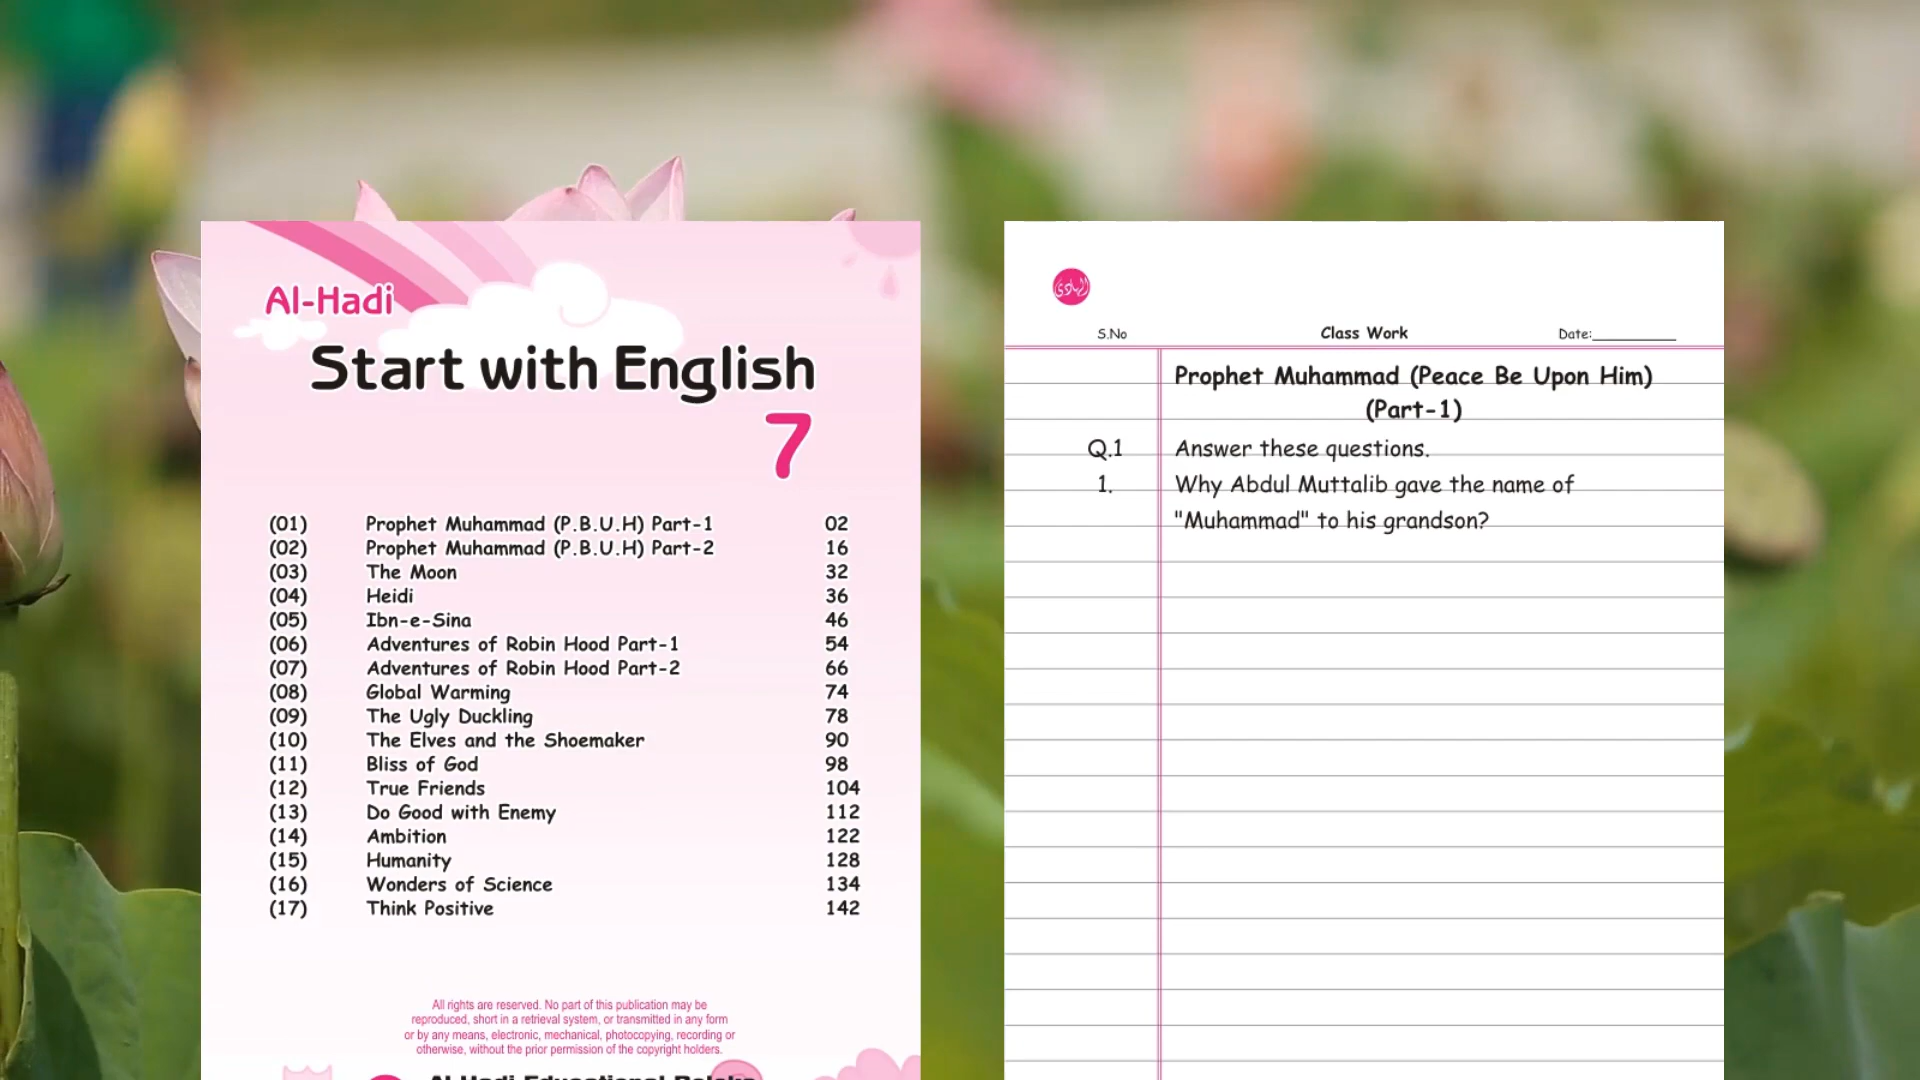 Al-Hadi
Start with English
7
(01) Prophet Muhammad (P.B.U.H) Part-1 02
(02) Prophet Muhammad (P.B.U.H) Part-2 16
(03) The Moon 32
(04) Heidi 36
(05) Ibn-e-Sina 46
(06) Adventures of Robin Hood Part-1 54
(07) Adventures of Robin Hood Part-2 66
(08) Global Warming 74
(09) The Ugly Duckling 78
(10) The Elves and the Shoemaker 90
(11) Bliss of God 98
(12) True Friends 104
(13) Do Good with Enemy 112
(14) Ambition 122
(15) Humanity 128
(16) Wonders of Science 134
(17) Think Positive 142
All rights are reserved. No part of this publication may be
reproduced, short in a retrieval system, or transmitted in any form
or by any means, electronic, mechanical, photocopying, recording or
otherwise, without the prior permission of the copyright holders.
الہادی
S.No Class Work Date:__________
Prophet Muhammad (Peace Be Upon Him)
(Part-1)
Q.1 Answer these questions.
1. Why Abdul Muttalib gave the name of
"Muhammad" to his grandson?